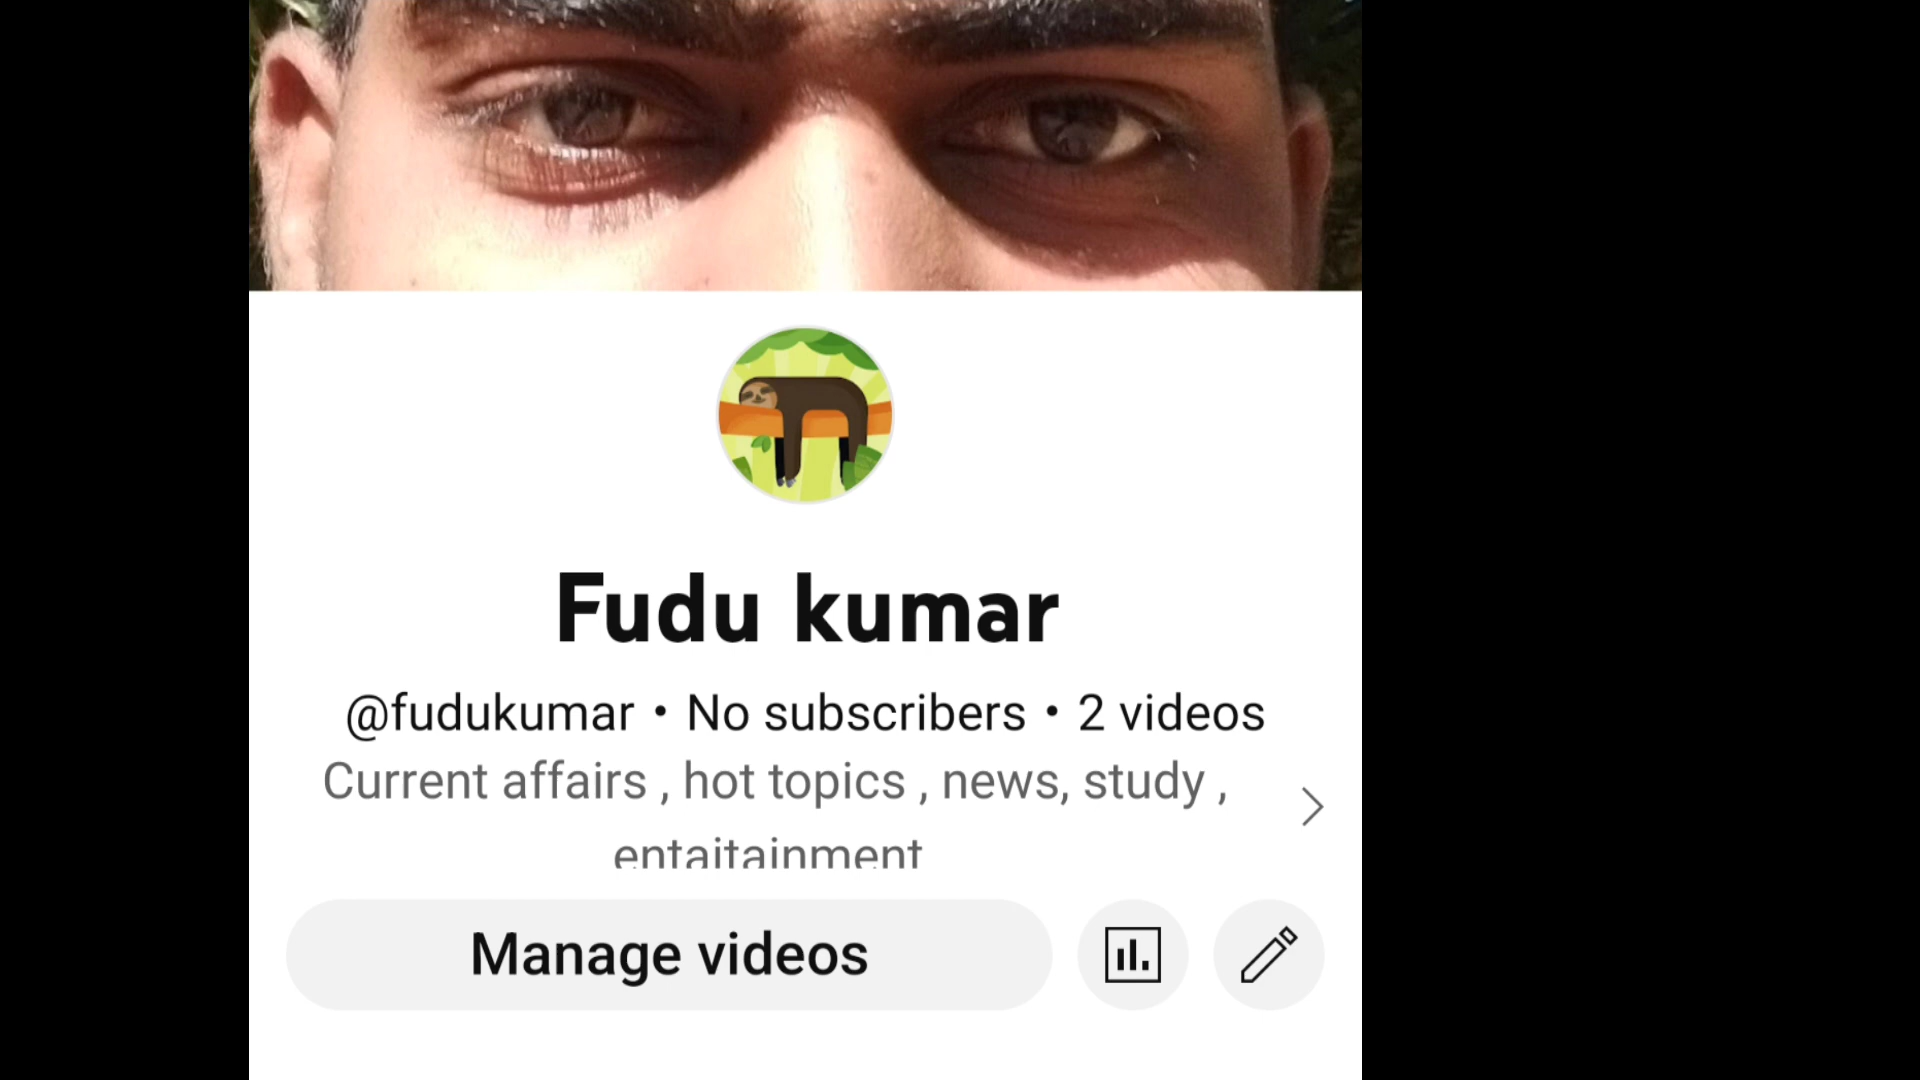 Fudu kumar
@fudukumar • No subscribers • 2 videos
Current affairs , hot topics , news, study ,
entaitainment
Manage videos